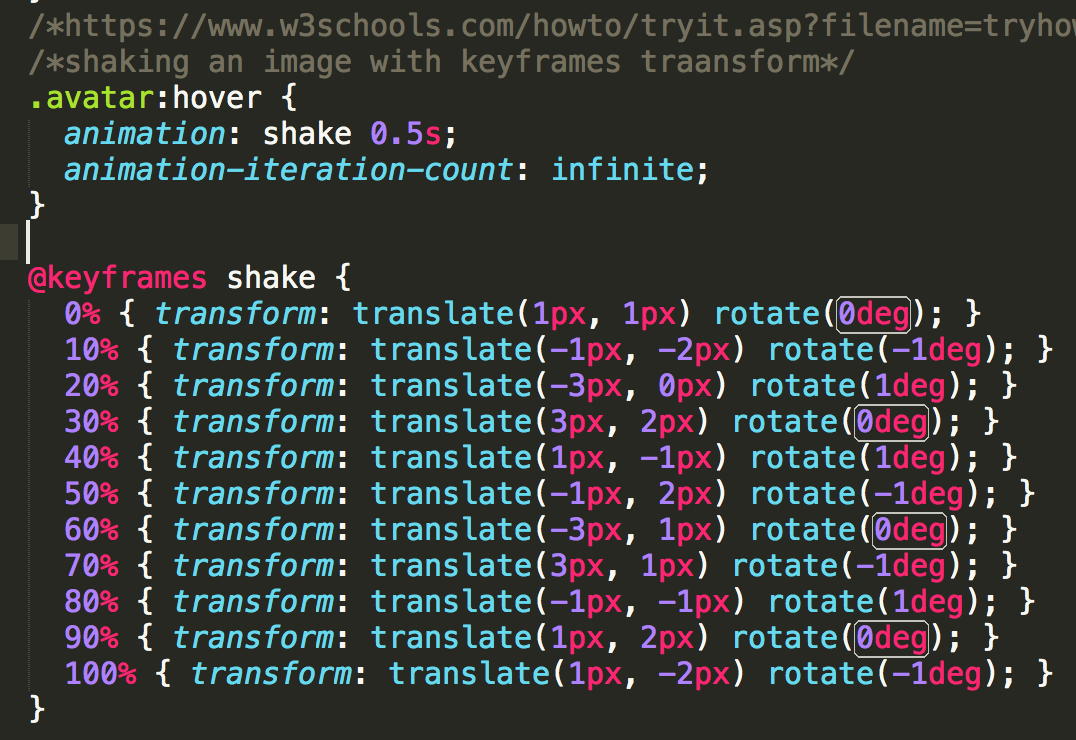 /*https://www.w3schools.com/howto/tryit.asp?filename=tryhow
/*shaking an image with keyframes traansform*/
.avatar:hover {
  animation: shake 0.5s;
  animation-iteration-count: infinite;
}
@keyframes shake {
  0% { transform: translate(1px, 1px) rotate(0deg); }
  10% { transform: translate(-1px, -2px) rotate(-1deg); }
  20% { transform: translate(-3px, 0px) rotate(1deg); }
  30% { transform: translate(3px, 2px) rotate(0deg); }
  40% { transform: translate(1px, -1px) rotate(1deg); }
  50% { transform: translate(-1px, 2px) rotate(-1deg); }
  60% { transform: translate(-3px, 1px) rotate(0deg); }
  70% { transform: translate(3px, 1px) rotate(-1deg); }
  80% { transform: translate(-1px, -1px) rotate(1deg); }
  90% { transform: translate(1px, 2px) rotate(0deg); }
  100% { transform: translate(1px, -2px) rotate(-1deg); }
}